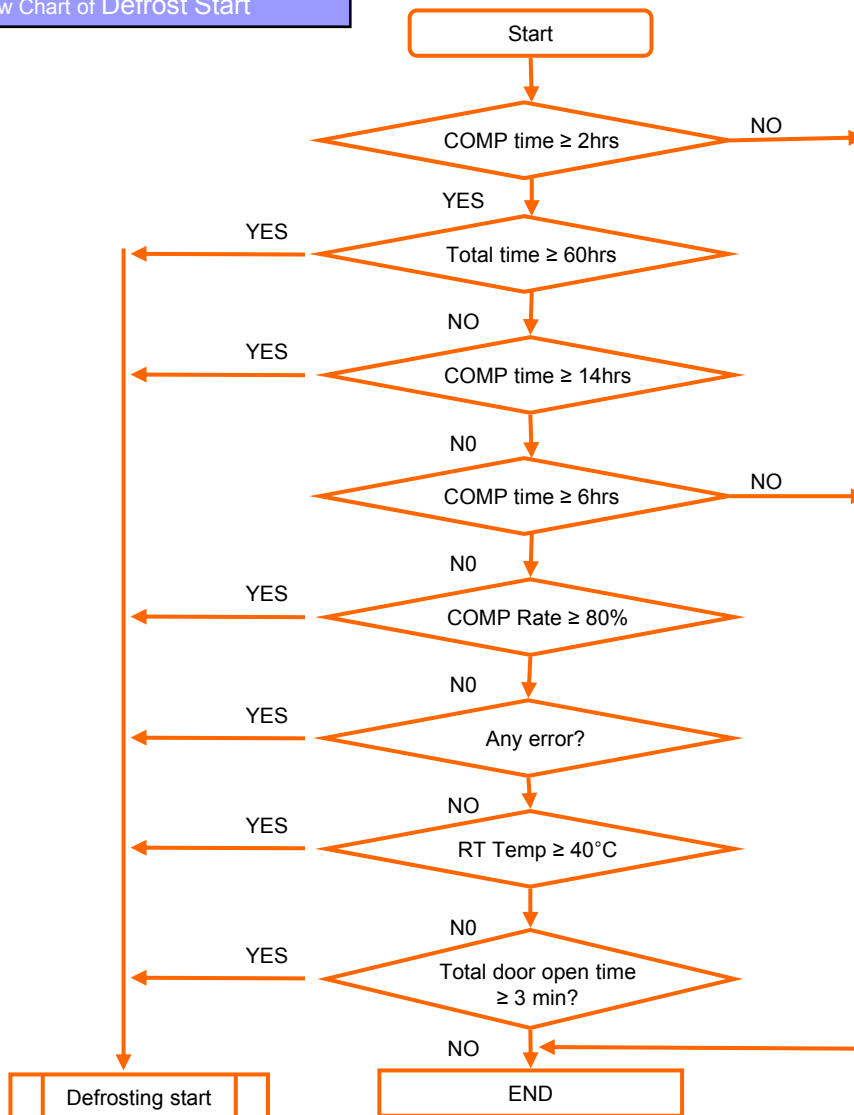 Chart of Defrost Start
Start
COMP time ≥ 2hrs
NO
YES
YES
Total time ≥ 60hrs
NO
YES
COMP time ≥ 14hrs
N0
COMP time ≥ 6hrs
NO
N0
YES
COMP Rate ≥ 80%
N0
YES
Any error?
NO
YES
RT Temp ≥ 40°C
N0
YES
Total door open time
≥ 3 min?
NO
Defrosting start
END